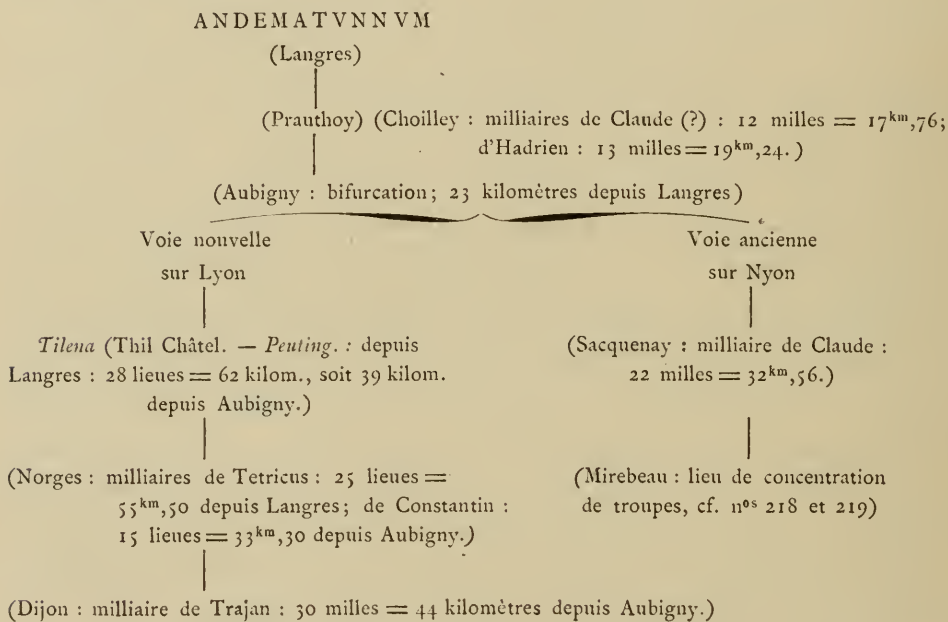 ANDEMATVNNVM
(Langres)
(Prauthoy) (Choilley : milliaires de Claude (?) : 12 milles = 17km,76;
d'Hadrien : 13 milles = 19km,24.)
(Aubigny : bifurcation; 23 kilomètres depuis Langres)
Voie nouvelle
sur Lyon
Tilena (Thil Châtel. — Peuting. : depuis
Langres : 28 lieues = 62 kilom., soit 39 kilom.
depuis Aubigny.)
(Norges : milliaires de Tetricus : 25 lieues =
55km,50 depuis Langres; de Constantin :
15 lieues = 33km,30 depuis Aubigny.)
(Dijon : milliaire de Trajan : 30 milles = 44 kilomètres depuis Aubigny.)
Voie ancienne
sur Nyon
(Sacquenay : milliaire de Claude :
22 milles = 32km,56.)
(Mirebeau : lieu de concentration
de troupes, cf. nos 218 et 219)